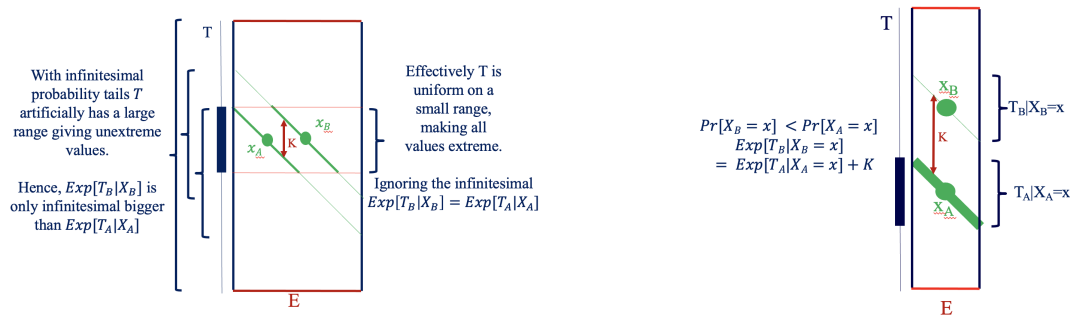 T
With infinitesimal
probability tails T
artificially has a large
range giving unextreme
values.
Hence, Exp[T_B|X_B] is
only infinitesimal bigger
than Exp[T_A|X_A]
x_A
K
x_B
E
Effectively T is
uniform on a
small range,
making all
values extreme.
Ignoring the infinitesimal
Exp[T_B|X_B] = Exp[T_A|X_A]
Pr[X_B = x] < Pr[X_A = x]
Exp[T_B|X_B = x]
= Exp[T_A|X_A = x] + K
T
X_B
K
X_A
E
T_B|X_B=x
T_A|X_A=x